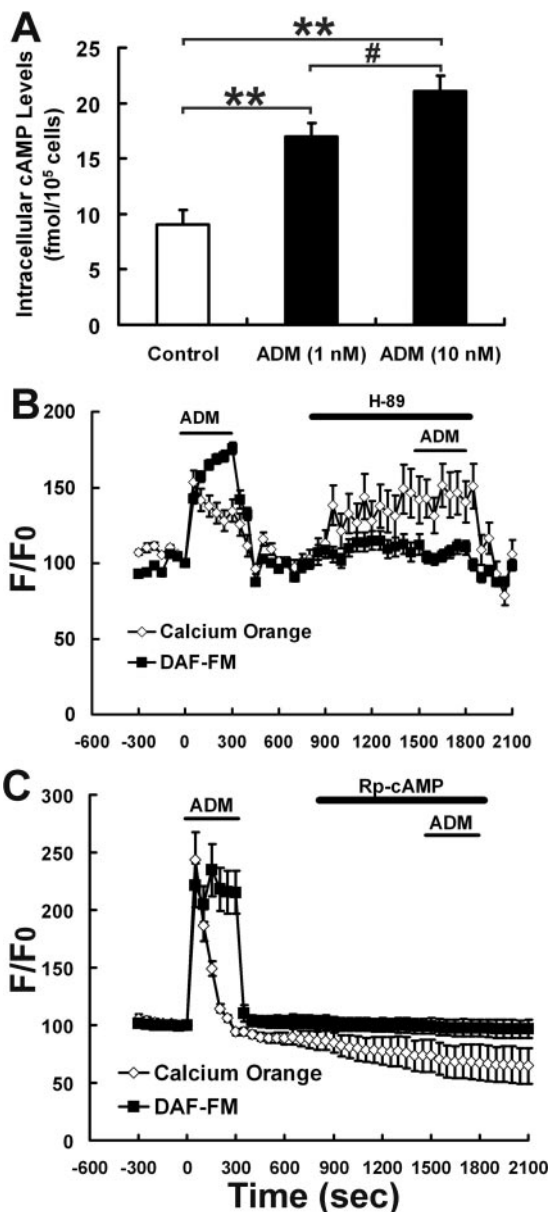 A
Intracellular cAMP Levels
(fmol/10⁵ cells)
25
20
15
10
5
0
**
**
#
Control
ADM (1 nM)
ADM (10 nM)
B
F/F0
200
150
100
50
0
ADM
H-89
ADM
Calcium Orange
DAF-FM
-600
-300
0
300
600
900
1200
1500
1800
2100
C
F/F0
300
250
200
150
100
50
0
ADM
Rp-cAMP
ADM
Calcium Orange
DAF-FM
-600
-300
0
300
600
900
1200
1500
1800
2100
Time (sec)